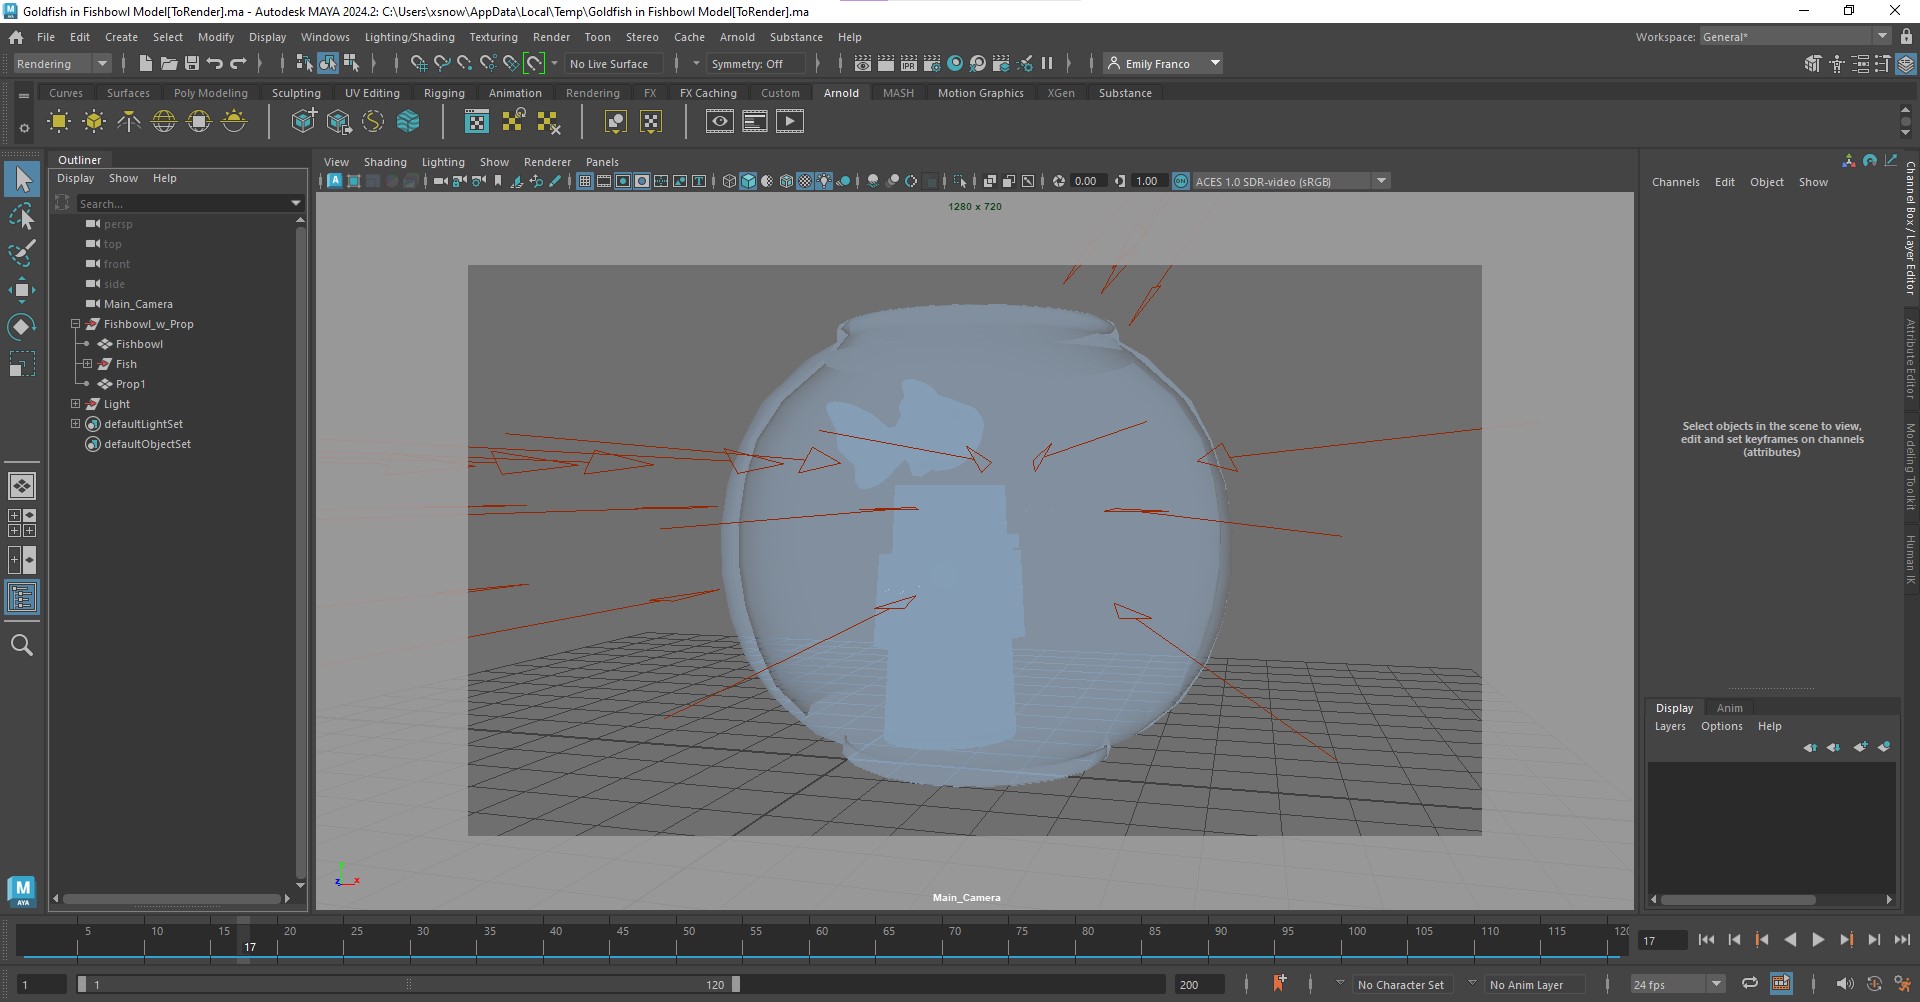 Goldfish in Fishbowl Model[ToRender].ma - Autodesk MAYA 2024.2: C:\Users\xsnow\AppData\Local\Temp\Goldfish in Fishbowl Model[ToRender].ma
File Edit Create Select Modify Display Windows Lighting/Shading Texturing Render Toon Stereo Cache Arnold Substance Help
Workspace: General*
Rendering No Live Surface Symmetry: Off IPR Emily Franco
Curves Surfaces Poly Modeling Sculpting UV Editing Rigging Animation Rendering FX FX Caching Custom Arnold MASH Motion Graphics XGen Substance
Outliner
Display Show Help
Search...
persp
top
front
side
Main_Camera
Fishbowl_w_Prop
Fishbowl
Fish
Prop1
Light
defaultLightSet
defaultObjectSet
View Shading Lighting Show Renderer Panels
0.00 1.00 ON ACES 1.0 SDR-video (sRGB)
1280 x 720
Main_Camera
Channels Edit Object Show
Select objects in the scene to view,
edit and set keyframes on channels
(attributes)
Channel Box / Layer Editor
Attribute Editor
Modeling Toolkit
Human IK
Display Anim
Layers Options Help
M
AYA
5 10 15 20 25 30 35 40 45 50 55 60 65 70 75 80 85 90 95 100 105 110 115 120
17
17
1 1 120 200 No Character Set No Anim Layer 24 fps